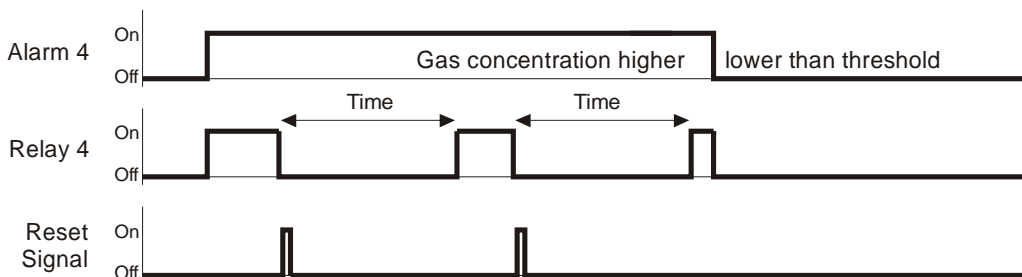 On
Alarm 4
Gas concentration higher lower than threshold
Off
Time Time
On
Relay 4
Off
Reset
Signal
On
Off